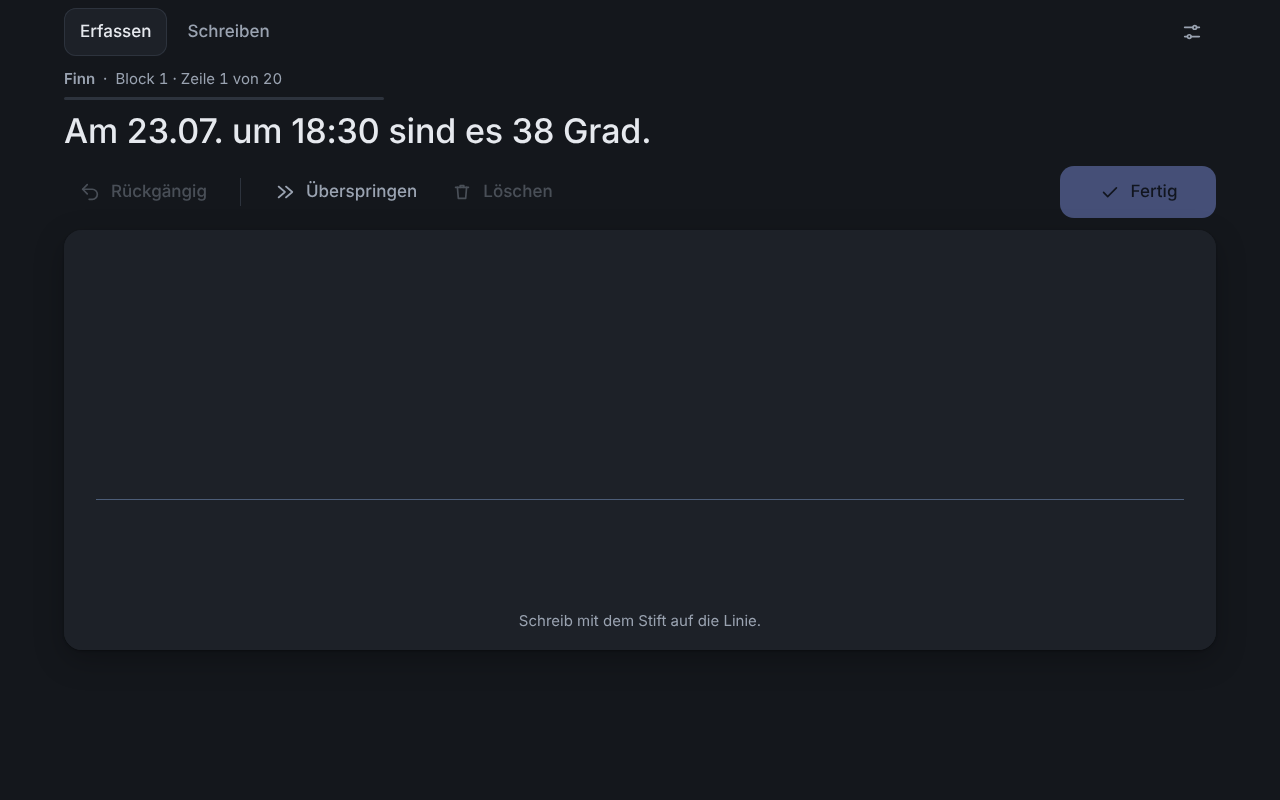 Erfassen Schreiben
Finn · Block 1 · Zeile 1 von 20
Am 23.07. um 18:30 sind es 38 Grad.
Rückgängig Überspringen Löschen Fertig
Schreib mit dem Stift auf die Linie.